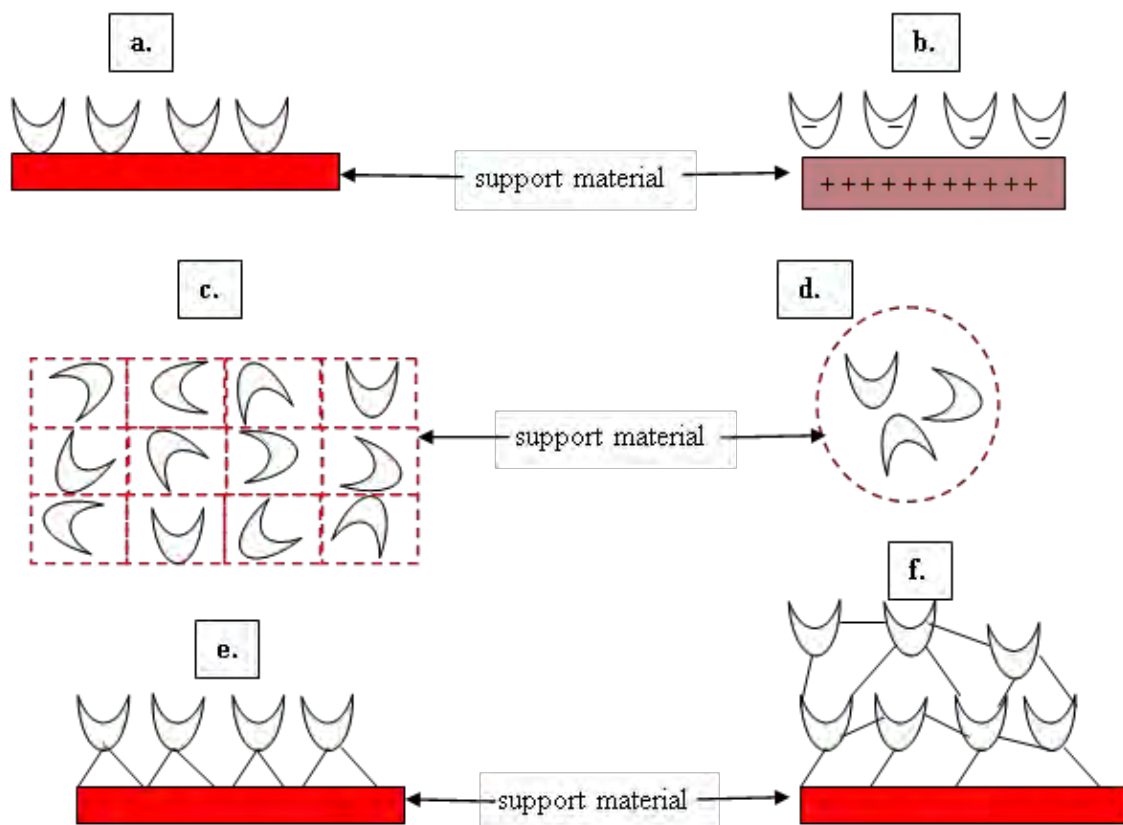 a.
b.
support material
+ + + + + + + + + + +
c.
d.
support material
e.
f.
support material